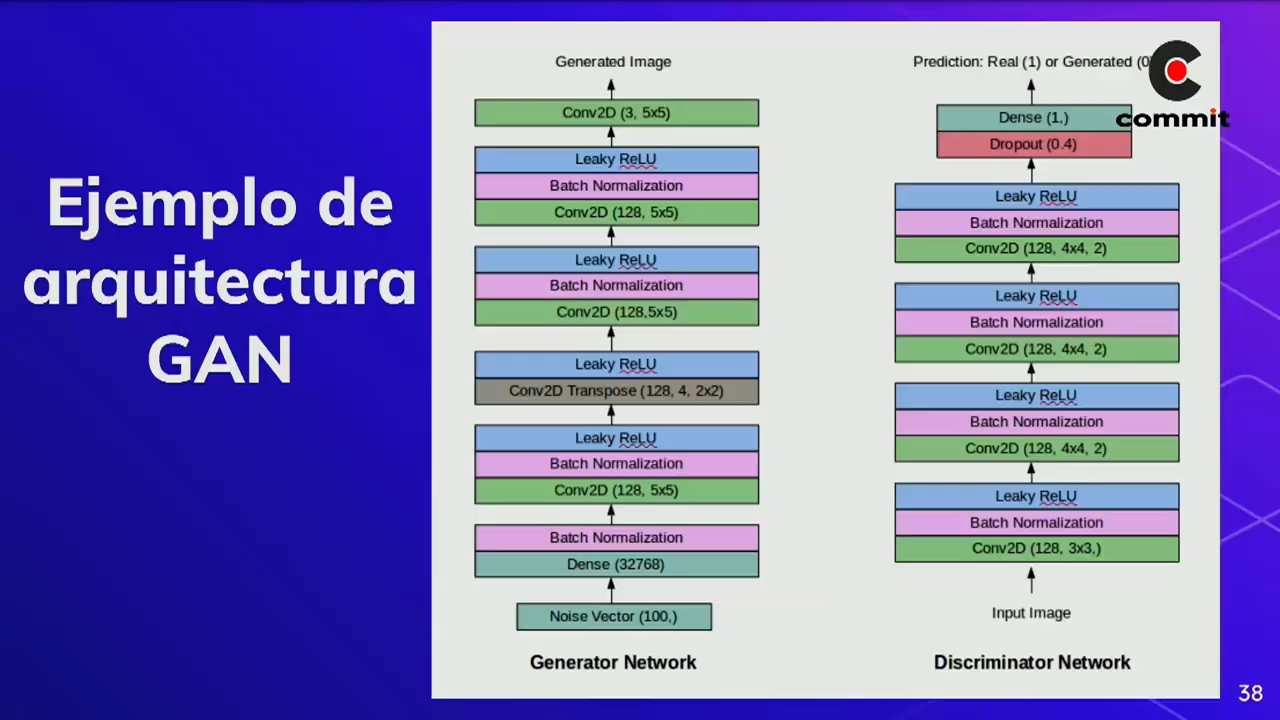 Ejemplo de
arquitectura
GAN
Generated Image
Conv2D (3, 5x5)
Leaky ReLU
Batch Normalization
Conv2D (128, 5x5)
Leaky ReLU
Batch Normalization
Conv2D (128,5x5)
Leaky ReLU
Conv2D Transpose (128, 4, 2x2)
Leaky ReLU
Batch Normalization
Conv2D (128, 5x5)
Batch Normalization
Dense (32768)
Noise Vector (100,)
Generator Network
Prediction: Real (1) or Generated (0
Dense (1,)
Dropout (0.4)
Leaky ReLU
Batch Normalization
Conv2D (128, 4x4, 2)
Leaky ReLU
Batch Normalization
Conv2D (128, 4x4, 2)
Leaky ReLU
Batch Normalization
Conv2D (128, 4x4, 2)
Leaky ReLU
Batch Normalization
Conv2D (128, 3x3,)
Input Image
Discriminator Network
commit
38